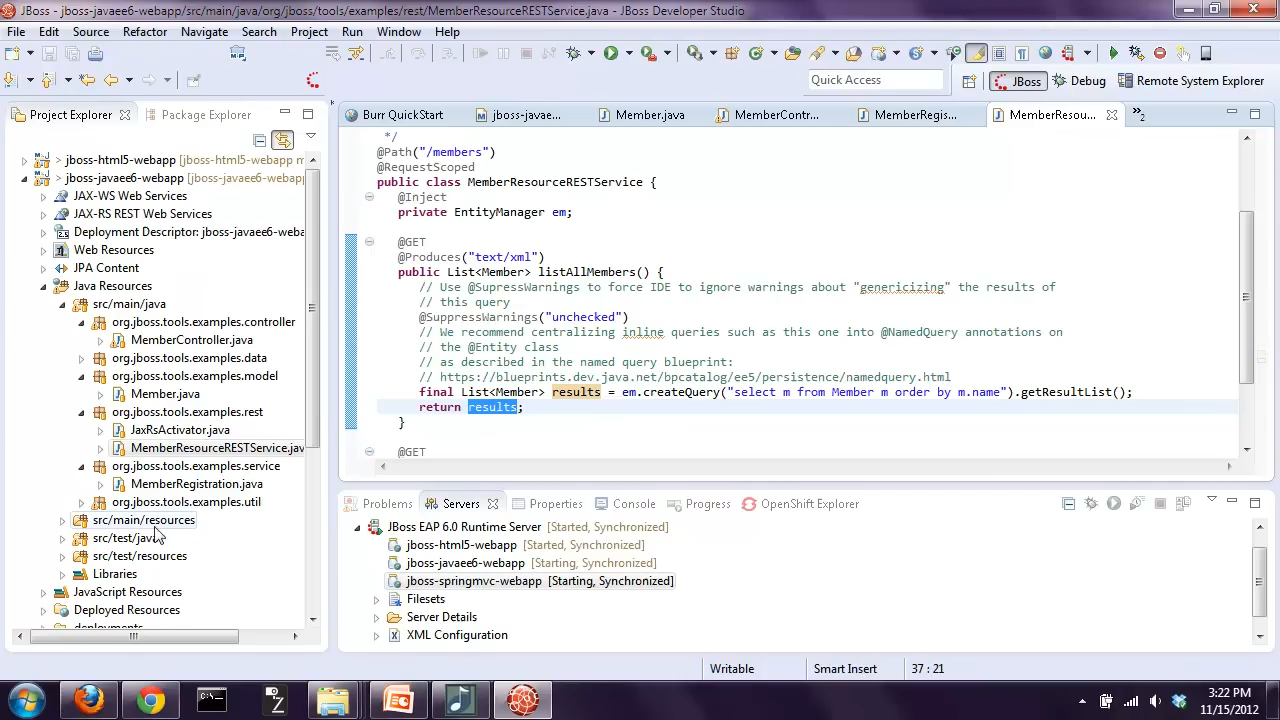 JBoss - jboss-javaee6-webapp/src/main/java/org/jboss/tools/examples/rest/MemberResourceRESTService.java - JBoss Developer Studio
File Edit Source Refactor Navigate Search Project Run Window Help
Quick Access
JBoss Debug Remote System Explorer
Project Explorer Package Explorer
jboss-html5-webapp [jboss-html5-webapp m
> jboss-javaee6-webapp [jboss-javaee6-webapp
JAX-WS Web Services
JAX-RS REST Web Services
Deployment Descriptor: jboss-javaee6-weba
Web Resources
JPA Content
Java Resources
src/main/java
org.jboss.tools.examples.controller
MemberController.java
org.jboss.tools.examples.data
org.jboss.tools.examples.model
Member.java
org.jboss.tools.examples.rest
JaxRsActivator.java
MemberResourceRESTService.jav
org.jboss.tools.examples.service
MemberRegistration.java
org.jboss.tools.examples.util
src/main/resources
src/test/java
src/test/resources
Libraries
JavaScript Resources
Deployed Resources
deployments
Burr QuickStart jboss-javae... Member.java MemberContr... MemberRegis... MemberResou... »2
*/
@Path("/members")
@RequestScoped
public class MemberResourceRESTService {
@Inject
private EntityManager em;
@GET
@Produces("text/xml")
public List<Member> listAllMembers() {
// Use @SupressWarnings to force IDE to ignore warnings about "genericizing" the results of
// this query
@SuppressWarnings("unchecked")
// We recommend centralizing inline queries such as this one into @NamedQuery annotations on
// the @Entity class
// as described in the named query blueprint:
// https://blueprints.dev.java.net/bpcatalog/ee5/persistence/namedquery.html
final List<Member> results = em.createQuery("select m from Member m order by m.name").getResultList();
return results;
}
@GET
Problems Servers Properties Console Progress OpenShift Explorer
JBoss EAP 6.0 Runtime Server [Started, Synchronized]
jboss-html5-webapp [Started, Synchronized]
jboss-javaee6-webapp [Started, Synchronized]
jboss-springmvc-webapp [Starting, Synchronized]
Filesets
Server Details
XML Configuration
Writable Smart Insert 37 : 21
3:22 PM
11/15/2012